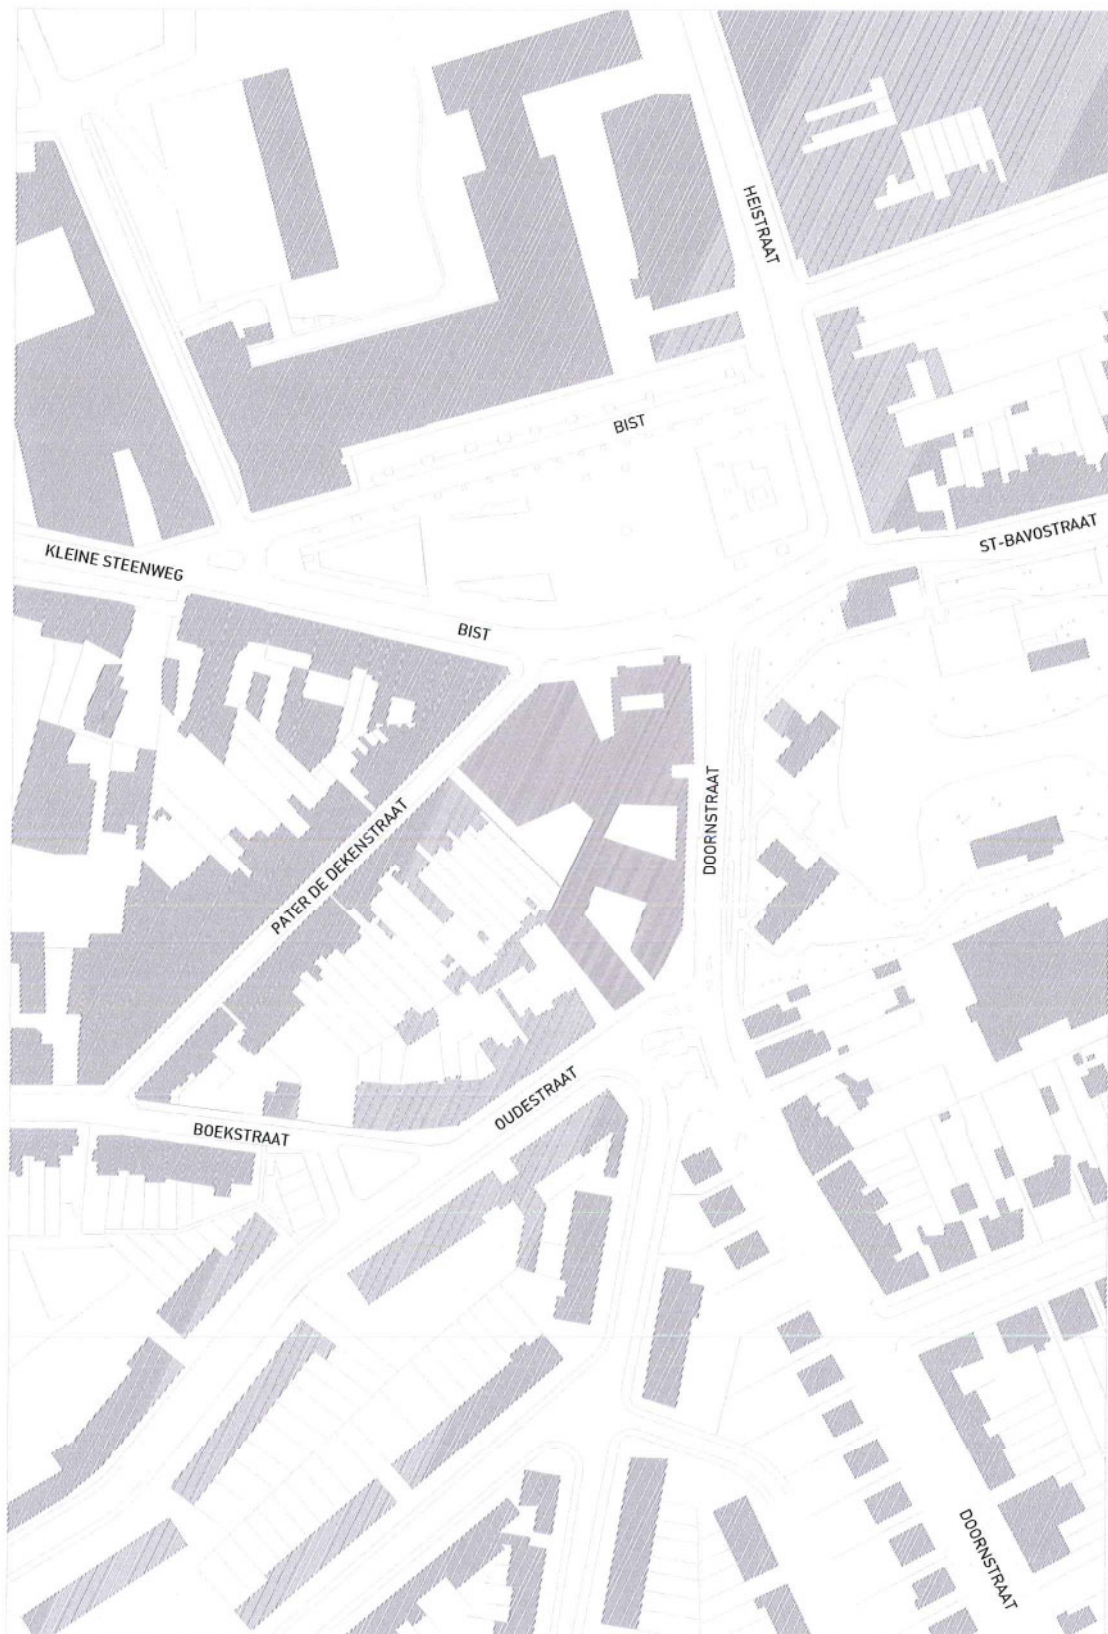 HEISTRAAT
BIST
ST-BAVOSTRAAT
KLEINE STEENWEG
BIST
DOORNSTRAAT
PATER DE DEKENSTRAAT
OUDESTRAAT
BOEKSTRAAT
DOORNSTRAAT